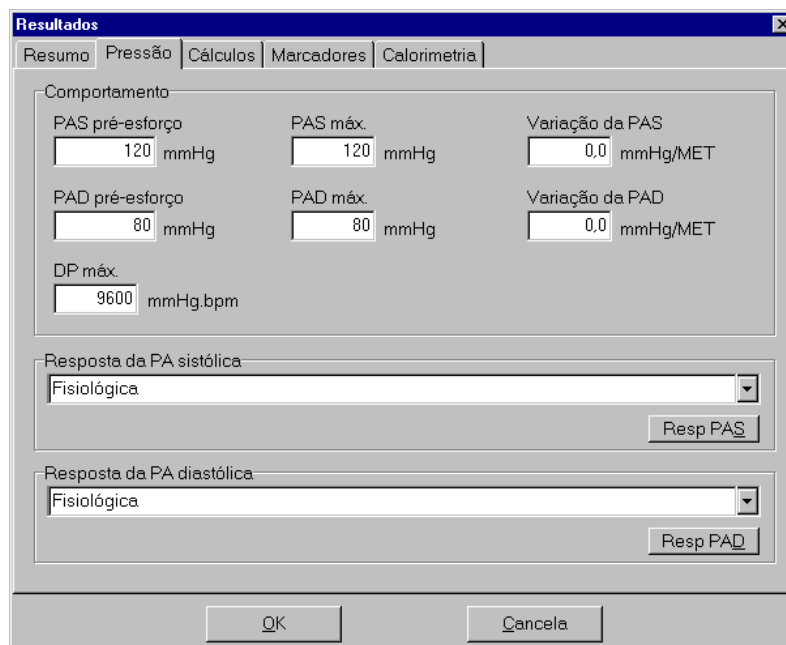 Resultados
Resumo Pressão Cálculos Marcadores Calorimetria
Comportamento
PAS pré-esforço PAS máx. Variação da PAS
120 mmHg 120 mmHg 0,0 mmHg/MET
PAD pré-esforço PAD máx. Variação da PAD
80 mmHg 80 mmHg 0,0 mmHg/MET
DP máx.
9600 mmHg.bpm
Resposta da PA sistólica
Fisiológica
Resp PAS
Resposta da PA diastólica
Fisiológica
Resp PAD
OK Cancela